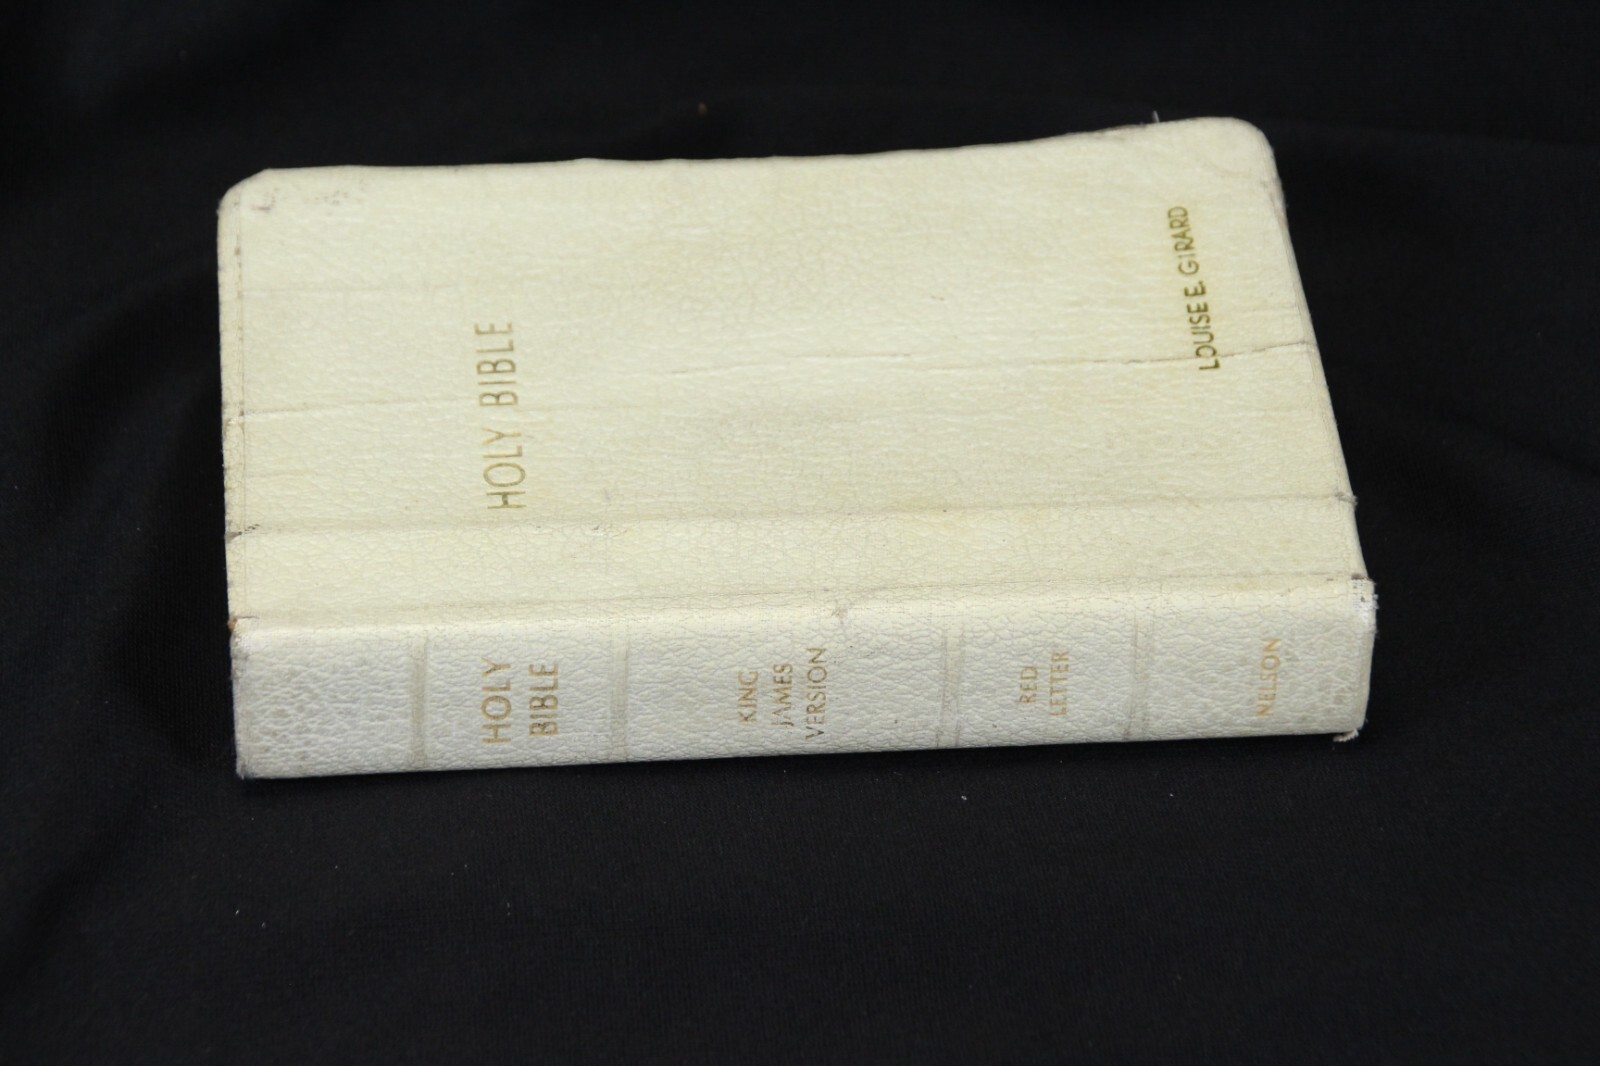 HOLY BIBLE
LOUISE E. GIRARD
HOLY
BIBLE
KING
JAMES
VERSION
RED
LETTER
NELSON